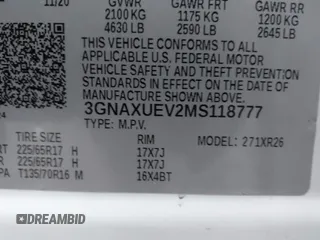 11/20 GVWR GAWR FRT GAWR RR
2100 KG 1175 KG 1200 KG
4630 LB 2590 LB 2645 LB
THIS VEHICLE CONFORMS TO ALL
APPLICABLE U.S. FEDERAL MOTOR
VEHICLE SAFETY AND THEFT PREVENTION
STANDARDS IN EFFECT ON THE DATE OF
MANUFACTURE SHOWN ABOVE.
3GNAXUEV2MS118777
TYPE: M.P.V. MODEL: 271XR26
TIRE SIZE RIM
225/65R17 H 17X7J
225/65R17 H 17X7J
PA T135/70R16 M 16X4BT
DREAMBID